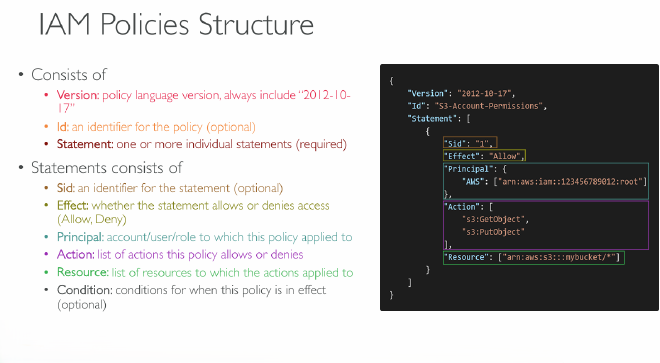 IAM Policies Structure
• Consists of
• Version: policy language version, always include “2012-10-
17”
• Id: an identifier for the policy (optional)
• Statement: one or more individual statements (required)
• Statements consists of
• Sid: an identifier for the statement (optional)
• Effect: whether the statement allows or denies access
(Allow, Deny)
• Principal: account/user/role to which this policy applied to
• Action: list of actions this policy allows or denies
• Resource: list of resources to which the actions applied to
• Condition: conditions for when this policy is in effect
(optional)
{
"Version": "2012-10-17",
"Id": "S3-Account-Permissions",
"Statement": [
{
"Sid": "1",
"Effect": "Allow",
"Principal": {
"AWS": ["arn:aws:iam::123456789012:root"]
},
"Action": [
"s3:GetObject",
"s3:PutObject"
],
"Resource": ["arn:aws:s3:::mybucket/*"]
}
]
}